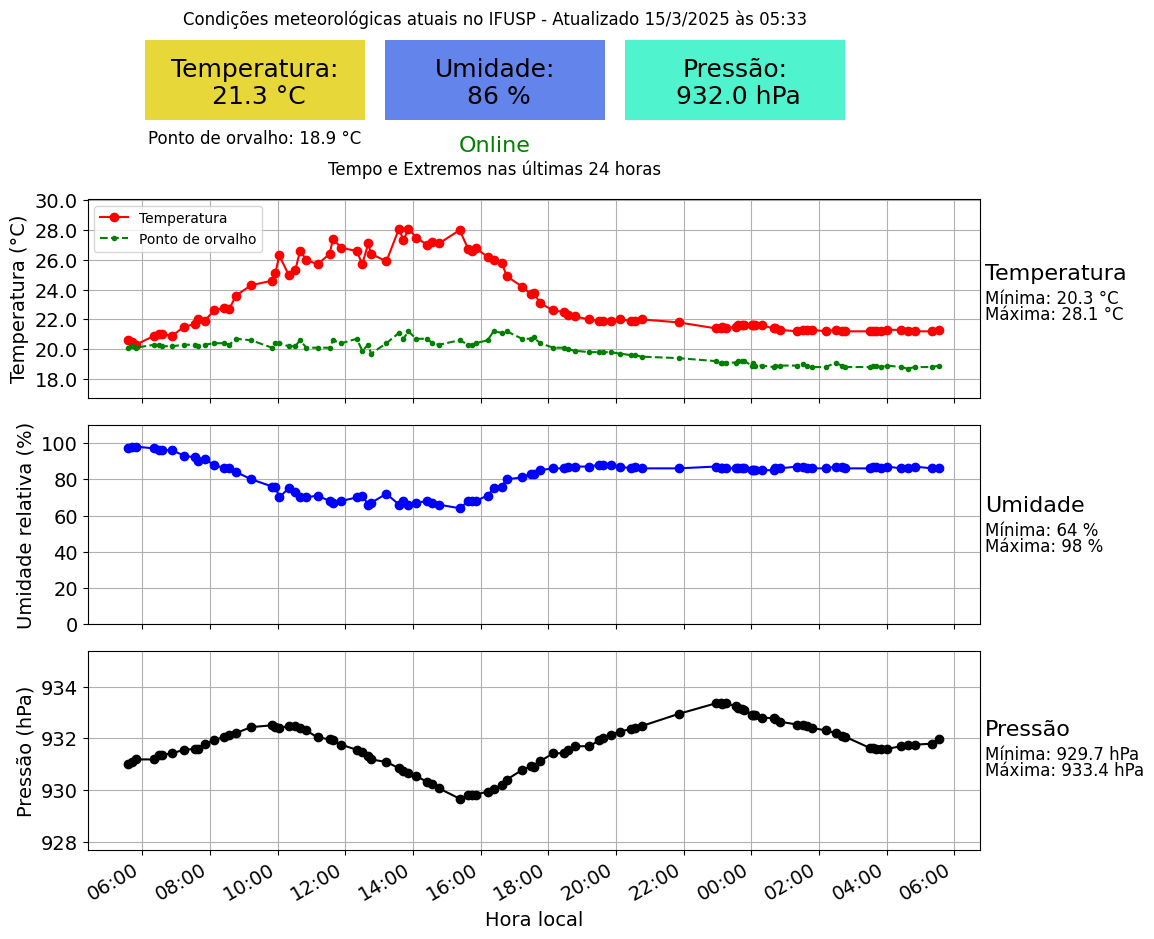 Condições meteorológicas atuais no IFUSP - Atualizado 15/3/2025 às 05:33
Temperatura:
21.3 °C
Umidade:
86 %
Pressão:
932.0 hPa
Ponto de orvalho: 18.9 °C
Online
Tempo e Extremos nas últimas 24 horas
Temperatura (°C)
30.0
28.0
26.0
24.0
22.0
20.0
18.0
Temperatura
Ponto de orvalho
Temperatura
Mínima: 20.3 °C
Máxima: 28.1 °C
Umidade relativa (%)
100
80
60
40
20
0
Umidade
Mínima: 64 %
Máxima: 98 %
Pressão (hPa)
934
932
930
928
Pressão
Mínima: 929.7 hPa
Máxima: 933.4 hPa
06:00 08:00 10:00 12:00 14:00 16:00 18:00 20:00 22:00 00:00 02:00 04:00 06:00
Hora local